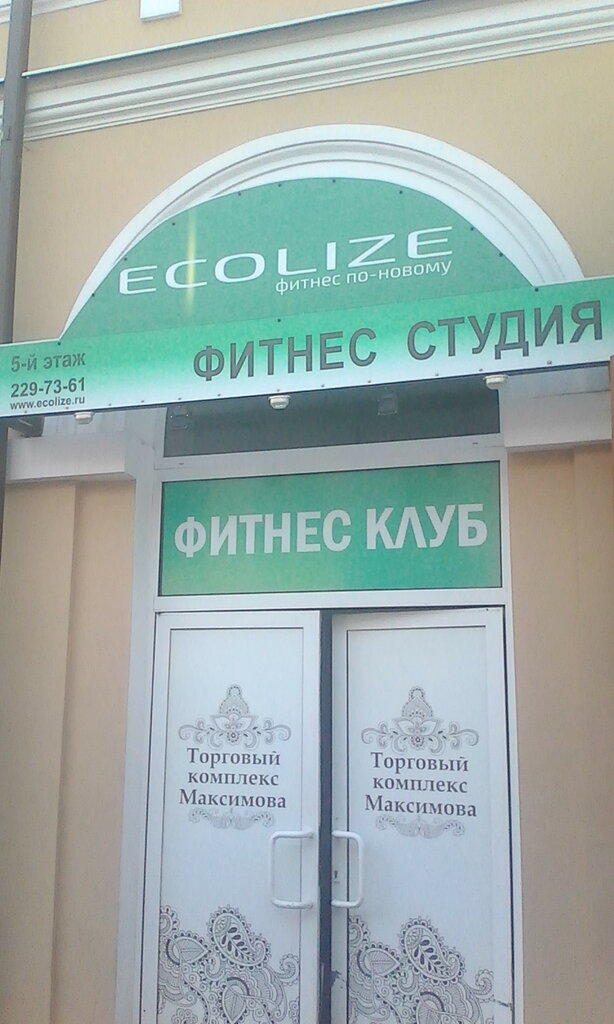 ECOLIZE
фитнес по-новому
5-й этаж
229-73-61
www.ecolize.ru
ФИТНЕС СТУДИЯ
ФИТНЕС КЛУБ
Торговый
комплекс
Максимова
Торговый
комплекс
Максимова